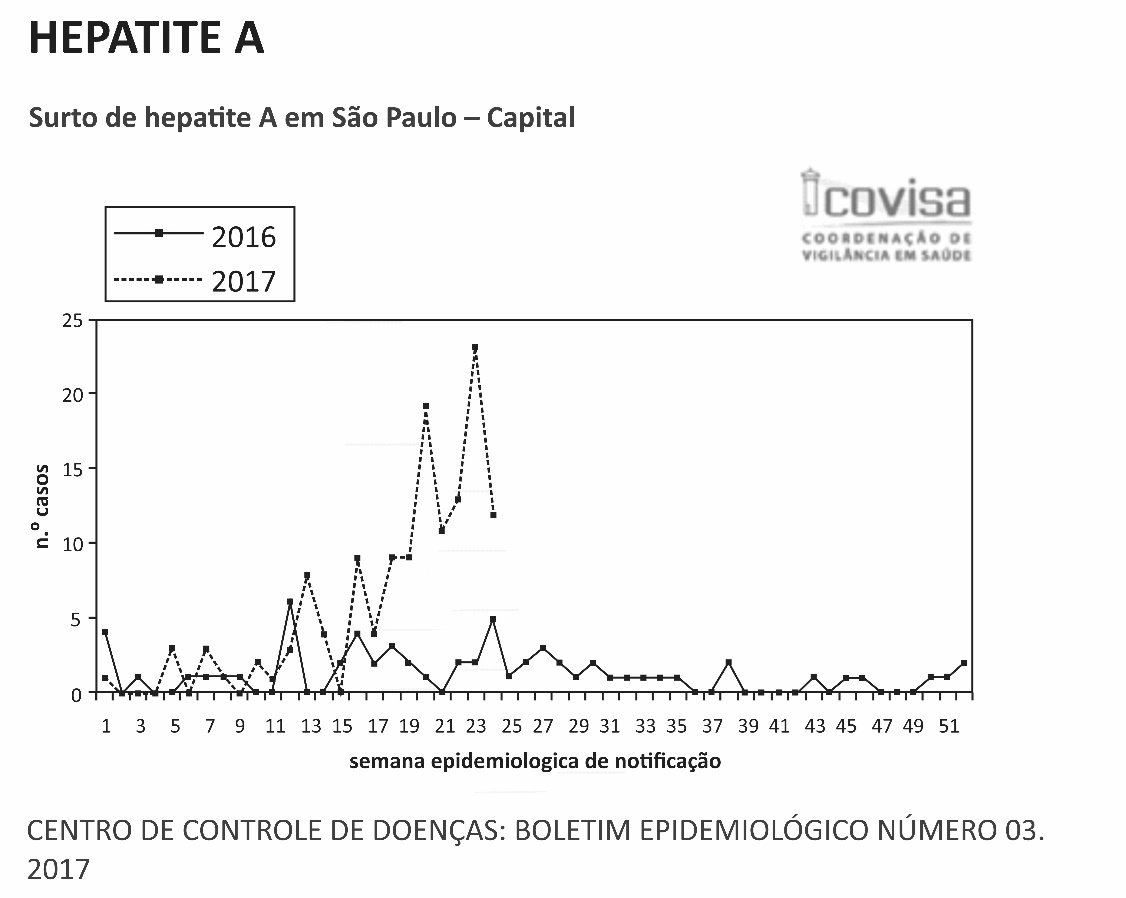 HEPATITE A
Surto de hepatite A em São Paulo – Capital
covisa
COORDENAÇÃO DE
VIGILÂNCIA EM SAÚDE
2016
2017
25
20
15
10
5
0
n.º casos
1 3 5 7 9 11 13 15 17 19 21 23 25 27 29 31 33 35 37 39 41 43 45 47 49 51
semana epidemiologica de notificação
CENTRO DE CONTROLE DE DOENÇAS: BOLETIM EPIDEMIOLÓGICO NÚMERO 03.
2017